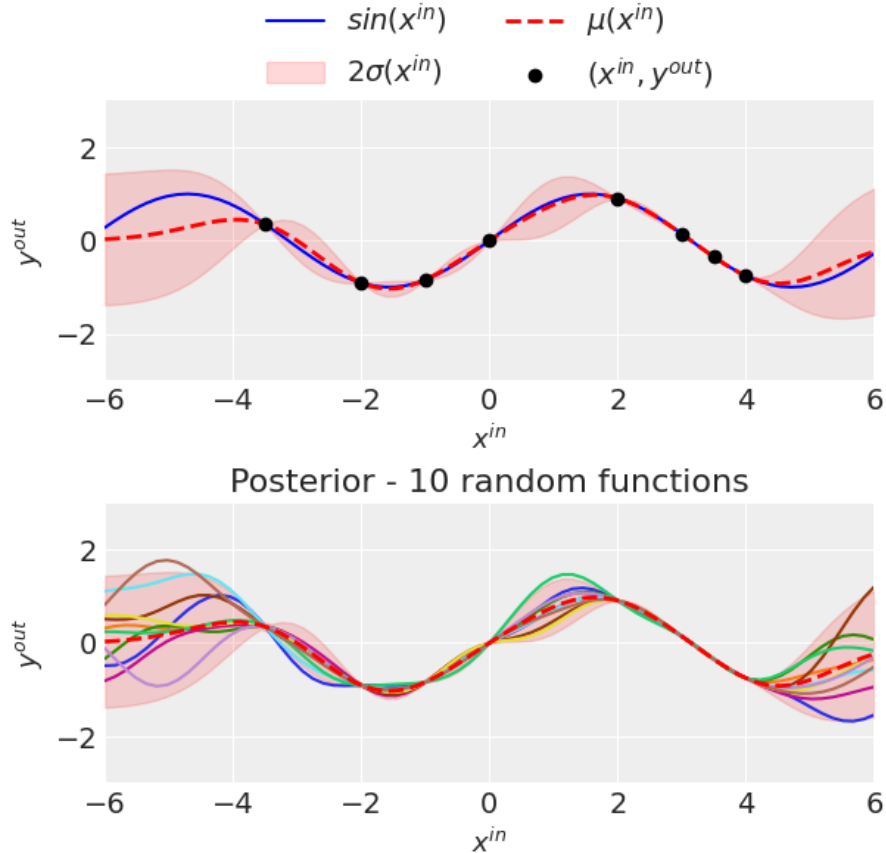 sin(x^{in}) μ(x^{in})
2σ(x^{in}) (x^{in}, y^{out})
2
0
−2
y^{out}
−6 −4 −2 0 2 4 6
x^{in}
Posterior - 10 random functions
2
0
−2
y^{out}
−6 −4 −2 0 2 4 6
x^{in}